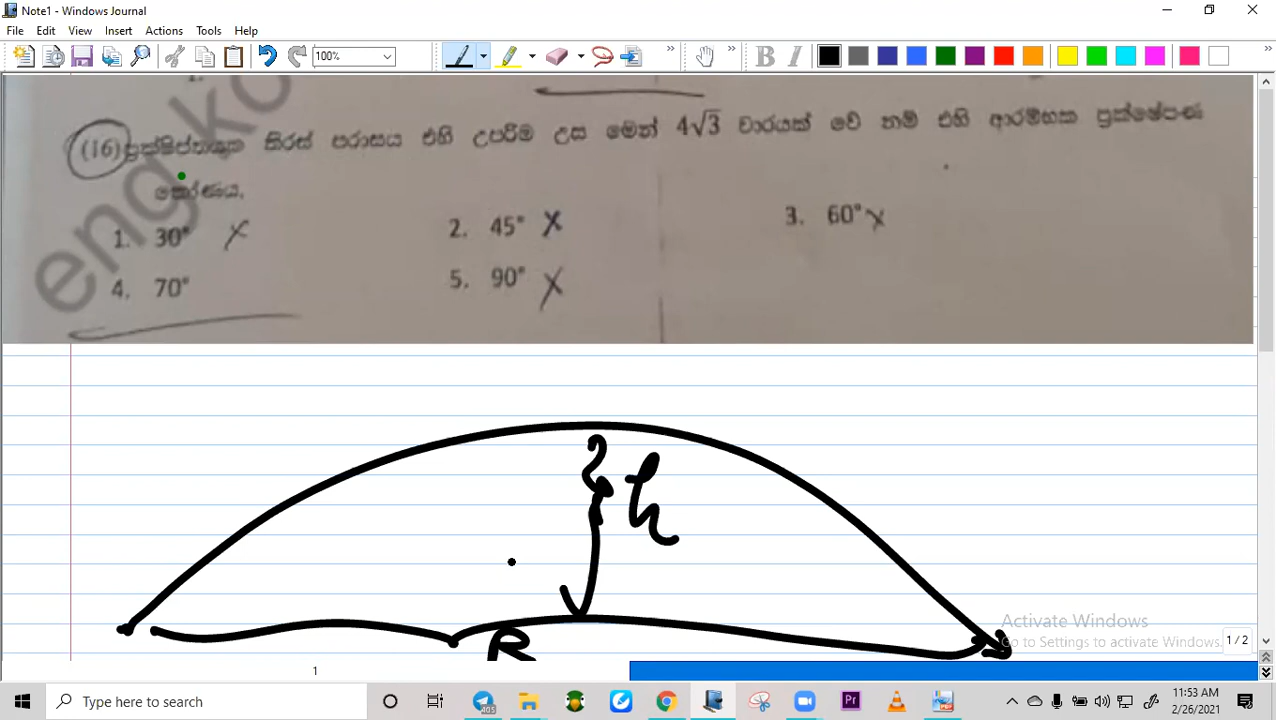 Note1 - Windows Journal
File Edit View Insert Actions Tools Help
100%
B I
engko
(16) ප්‍රක්ෂිප්තයක තිරස් පරාසය එහි උපරිම උස මෙන් 4√3 වාරයක් වේ නම් එහි ආරම්භක ප්‍රක්ෂේපණ
කෝණය.
1. 30° X 2. 45° X 3. 60° X
4. 70° 5. 90° X
h
R
Activate Windows
Go to Settings to activate Windows.
1 / 2
1
Type here to search
405
Pr
11:53 AM
2/26/2021